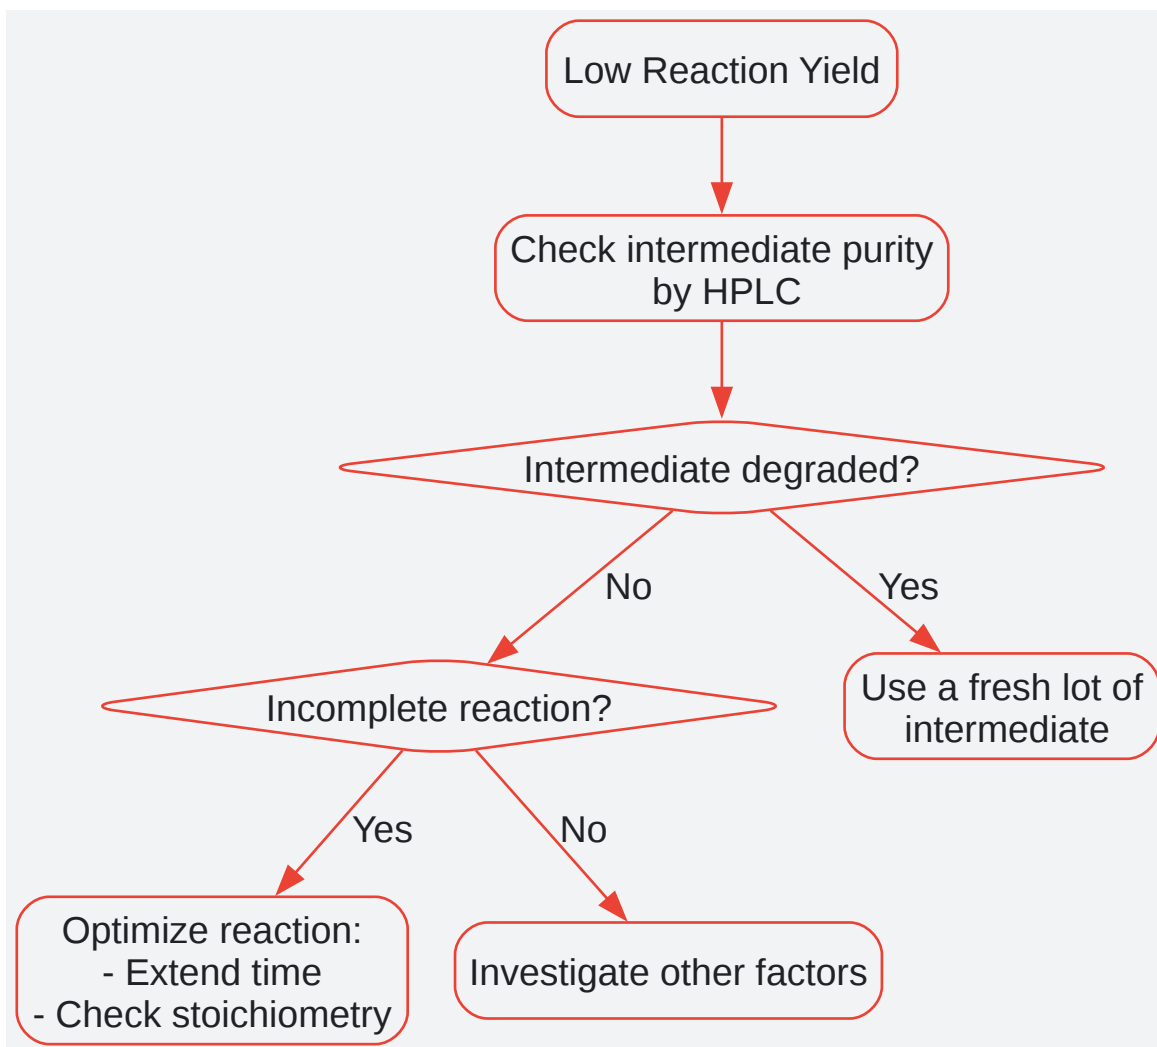 Low Reaction Yield
Check intermediate purity
by HPLC
Intermediate degraded?
No
Yes
Incomplete reaction?
Use a fresh lot of
intermediate
Yes
No
Optimize reaction:
- Extend time
- Check stoichiometry
Investigate other factors